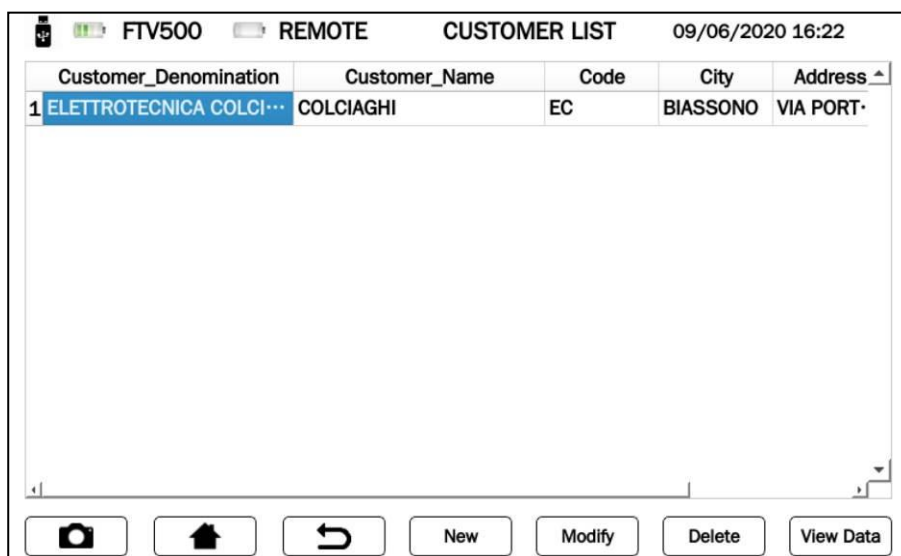 FTV500 REMOTE CUSTOMER LIST 09/06/2020 16:22
Customer_Denomination Customer_Name Code City Address
1 ELETTROTECNICA COLCI··· COLCIAGHI EC BIASSONO VIA PORT·
New Modify Delete View Data